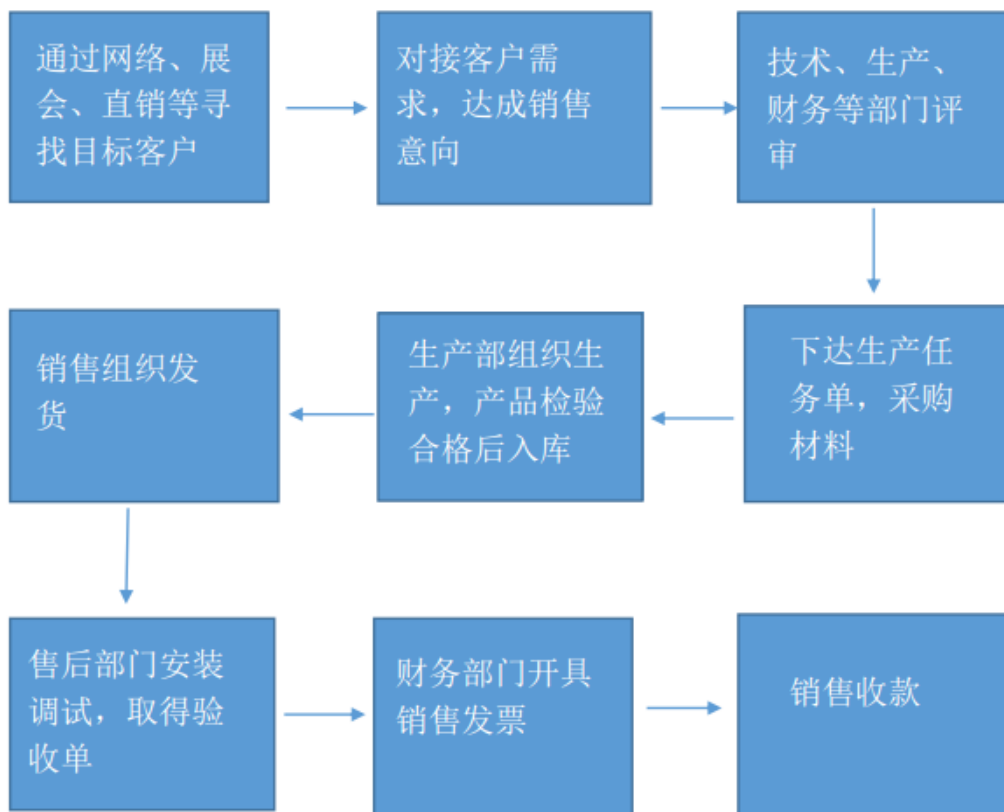 通过网络、展
会、直销等寻
找目标客户
对接客户需
求，达成销售
意向
技术、生产、
财务等部门评
审
下达生产任
务单，采购
材料
生产部组织生
产，产品检验
合格后入库
销售组织发
货
售后部门安装
调试，取得验
收单
财务部门开具
销售发票
销售收款